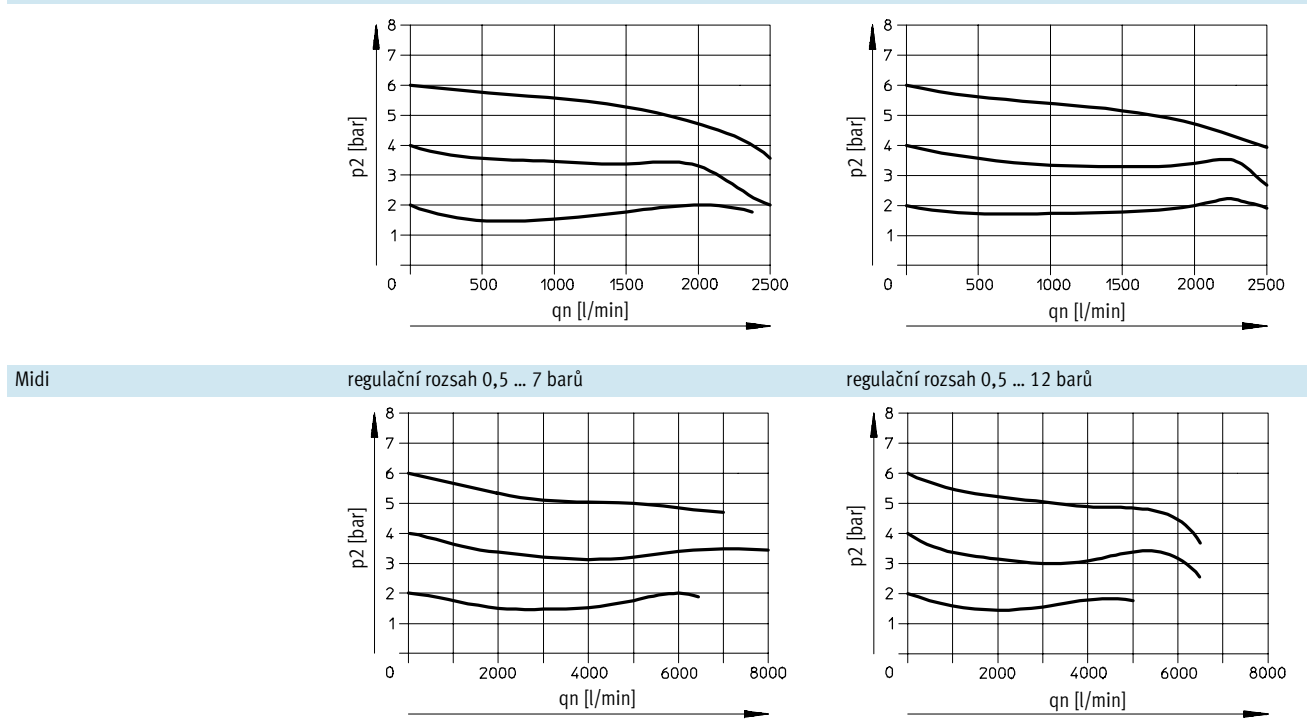 8
7
6
5
4
3
2
1
0
500 1000 1500 2000 2500
p2 [bar]
qn [l/min]
8
7
6
5
4
3
2
1
0
500 1000 1500 2000 2500
p2 [bar]
qn [l/min]
Midi
regulační rozsah 0,5 ... 7 barů
regulační rozsah 0,5 ... 12 barů
8
7
6
5
4
3
2
1
0
2000 4000 6000 8000
p2 [bar]
qn [l/min]
8
7
6
5
4
3
2
1
0
2000 4000 6000 8000
p2 [bar]
qn [l/min]